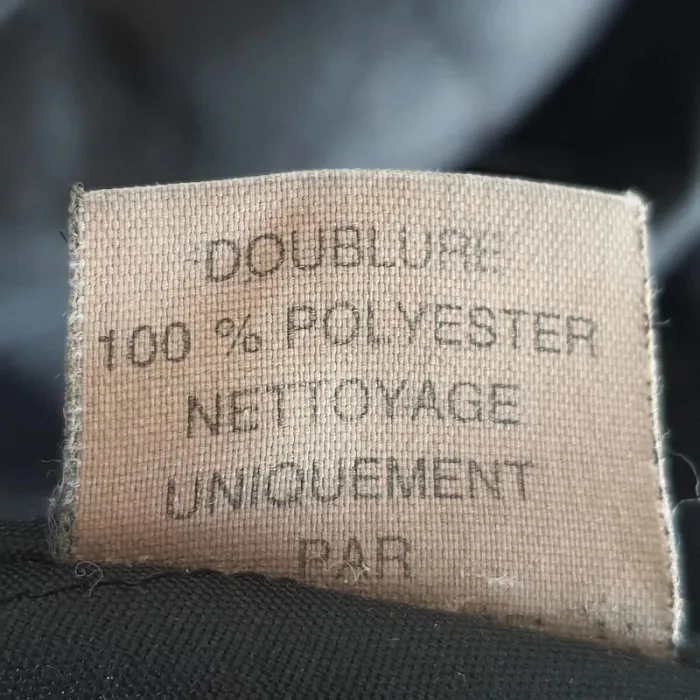 DOUBLURE
100 % POLYESTER
NETTOYAGE
UNIQUEMENT
PAR